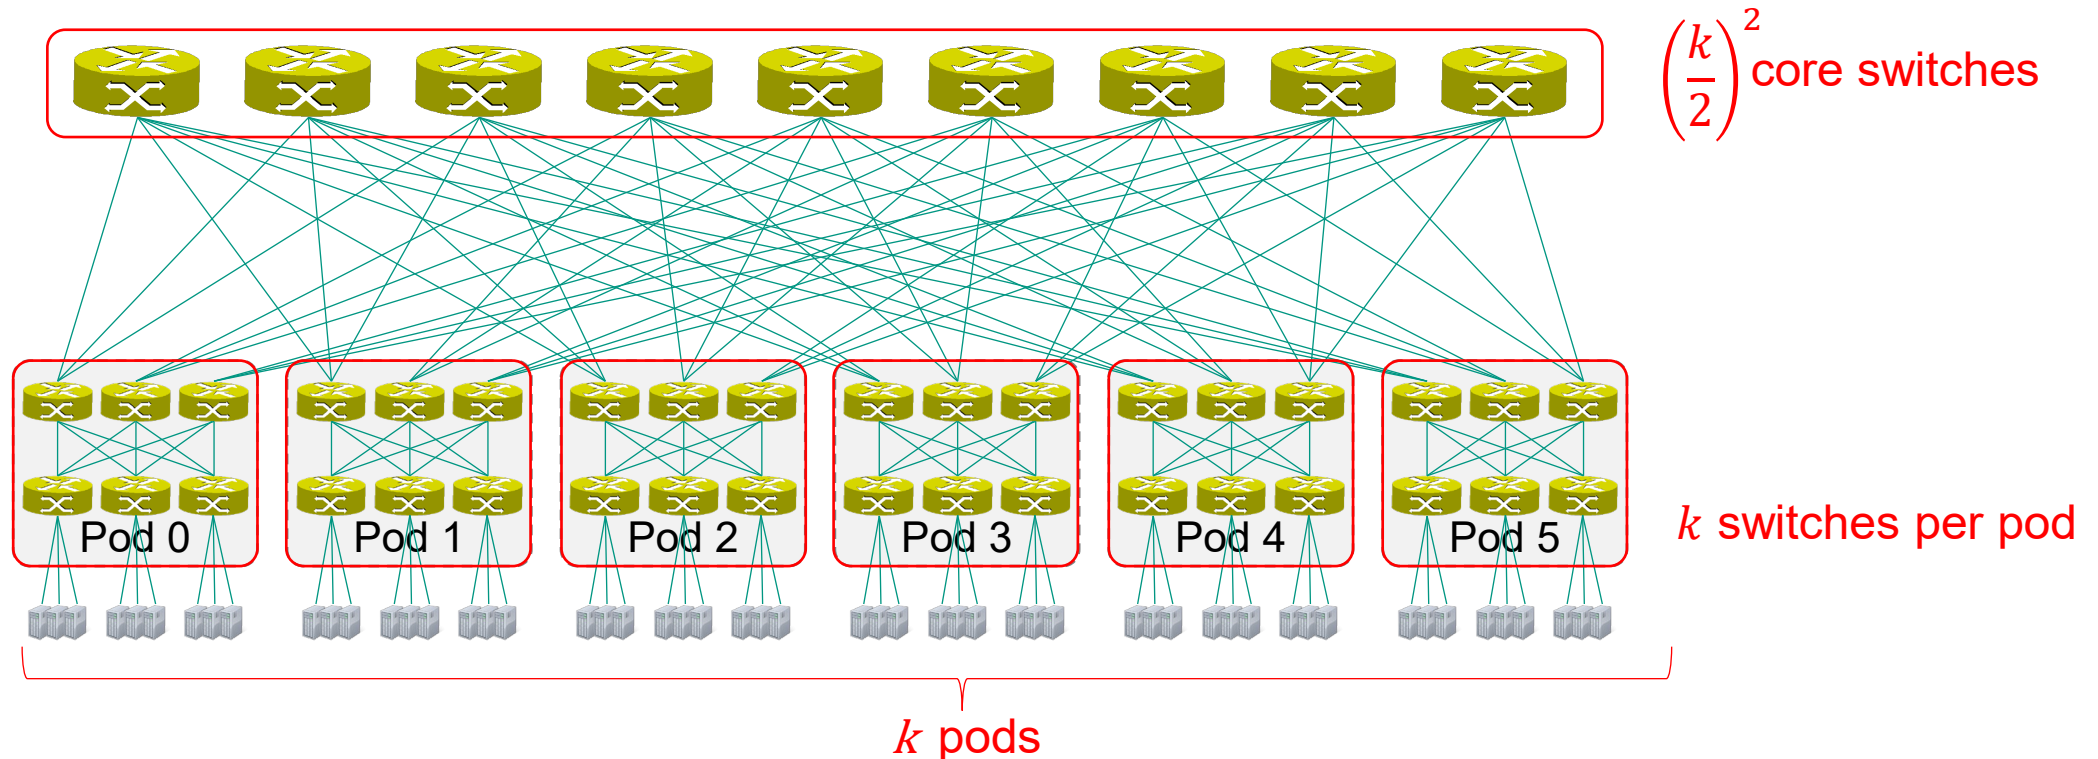 (k/2)² core switches
Pod 0
Pod 1
Pod 2
Pod 3
Pod 4
Pod 5
k switches per pod
k pods